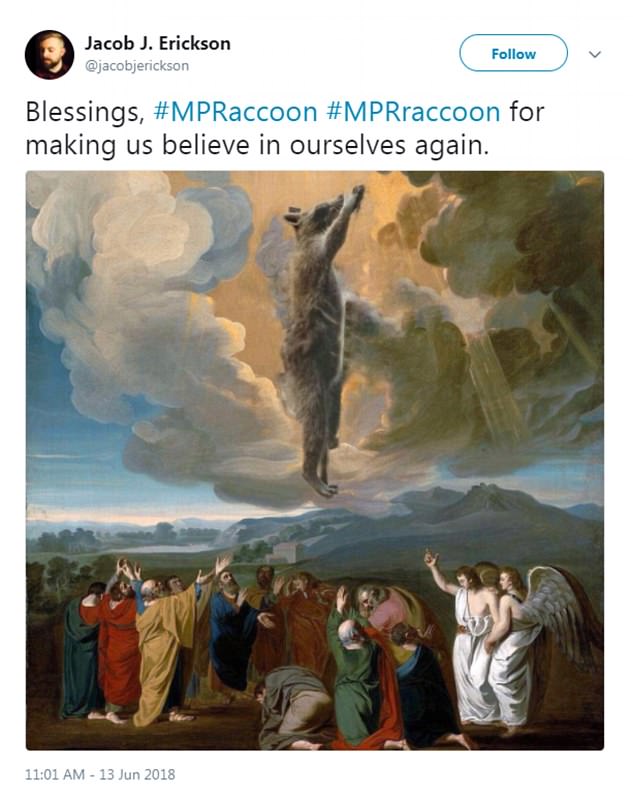 Jacob J. Erickson
@jacobjerickson
Follow
Blessings, #MPRaccoon #MPRraccoon for
making us believe in ourselves again.
11:01 AM - 13 Jun 2018